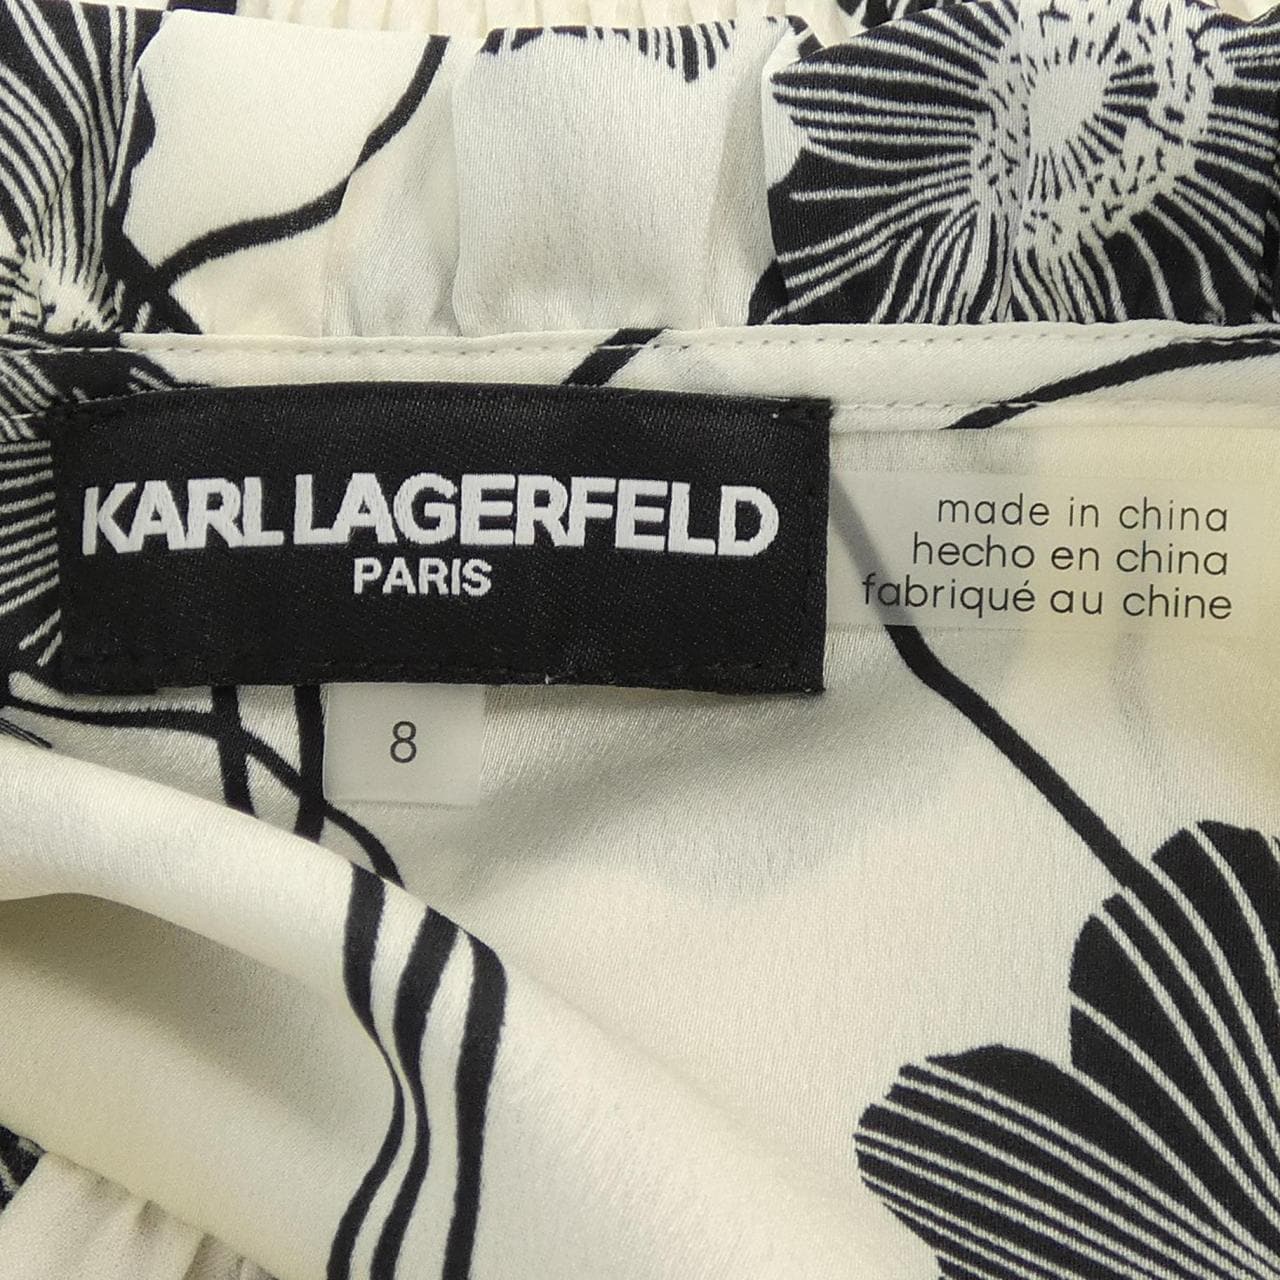 KARL LAGERFELD
PARIS
made in china
hecho en china
fabriqué au chine
8